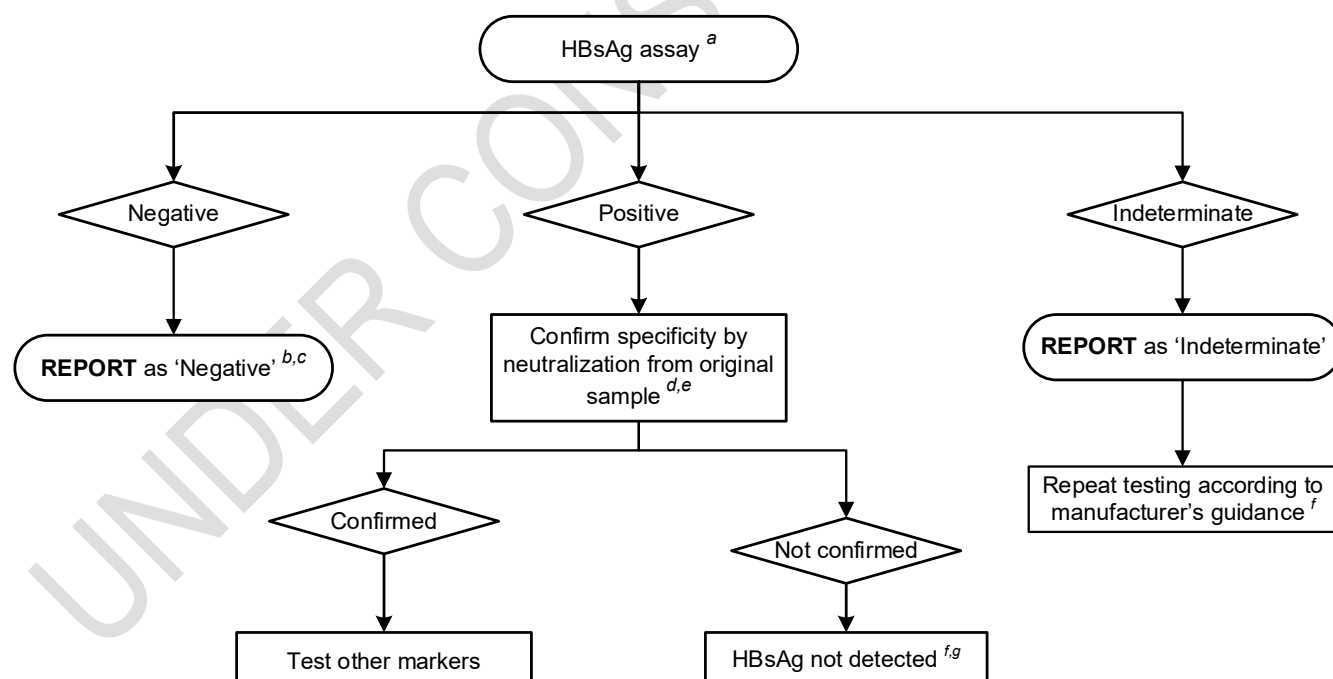 HBsAg assay a
Negative
Positive
Indeterminate
REPORT as ‘Negative’ b,c
Confirm specificity by
neutralization from original
sample d,e
REPORT as ‘Indeterminate’
Repeat testing according to
manufacturer’s guidance f
Confirmed
Not confirmed
Test other markers
HBsAg not detected f,g
UNDER CONS